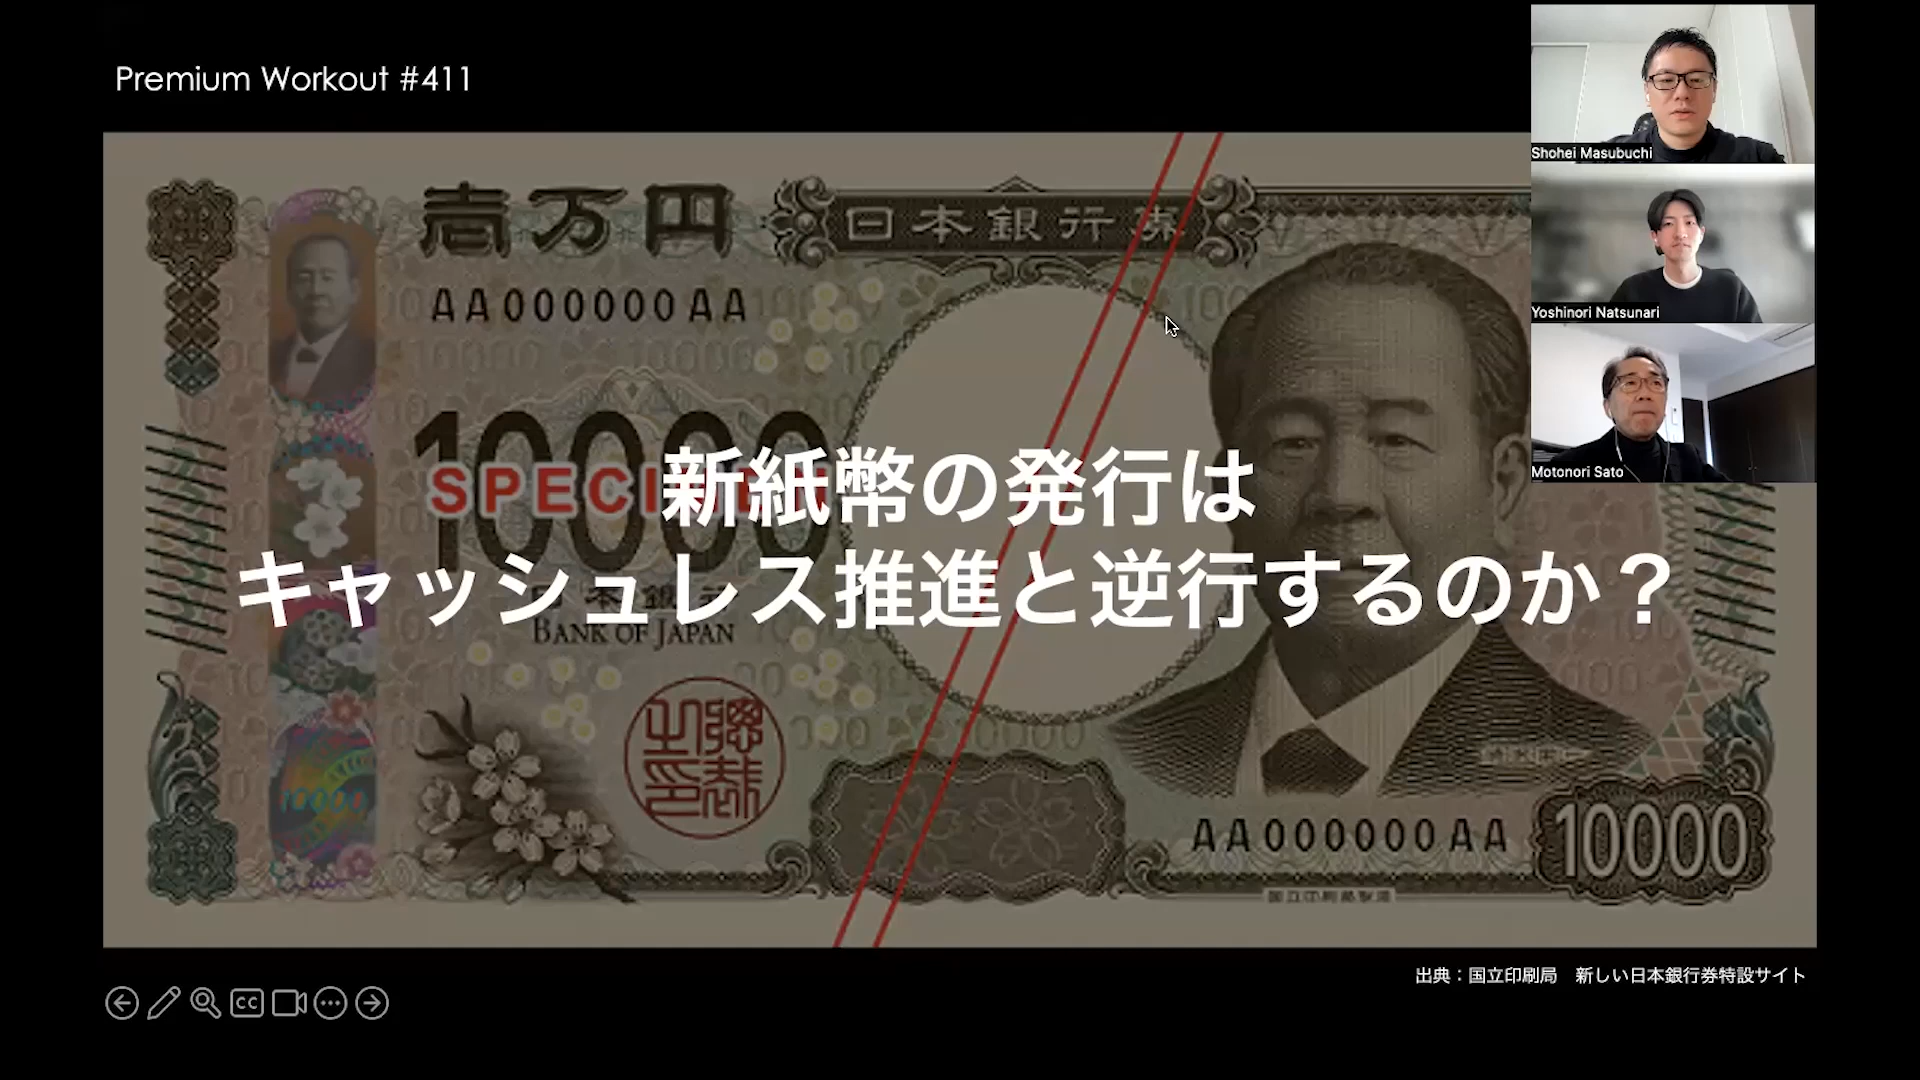 Premium Workout #411
壱万円
日本銀行券
AA000000AA
10000
SPECI
新紙幣の発行は
キャッシュレス推進と逆行するのか？
BANK OF JAPAN
AA000000AA
10000
Shohei Masubuchi
Yoshinori Natsunari
Motonori Sato
出典：国立印刷局　新しい日本銀行券特設サイト
CC